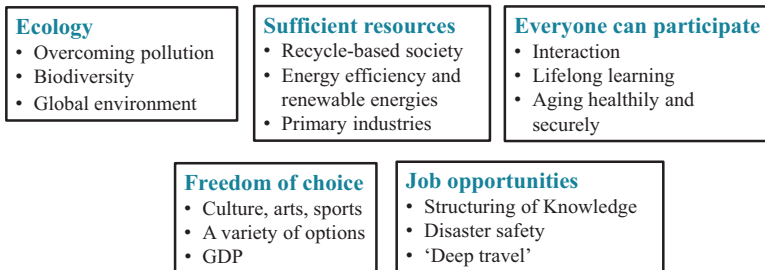 Ecology
• Overcoming pollution
• Biodiversity
• Global environment
Sufficient resources
• Recycle-based society
• Energy efficiency and
renewable energies
• Primary industries
Everyone can participate
• Interaction
• Lifelong learning
• Aging healthily and
securely
Freedom of choice
• Culture, arts, sports
• A variety of options
• GDP
Job opportunities
• Structuring of Knowledge
• Disaster safety
• ‘Deep travel’